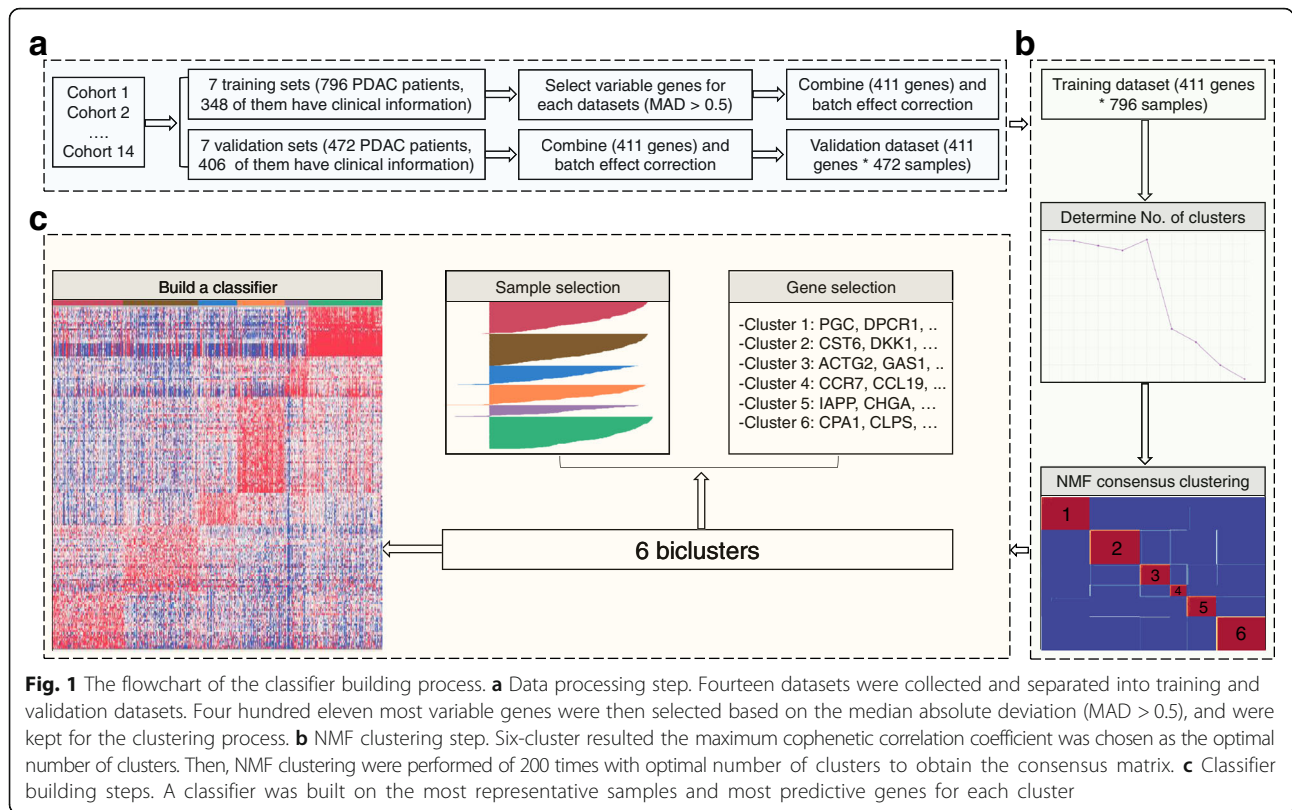 a
Cohort 1
Cohort 2
....
Cohort 14
7 training sets (796 PDAC patients,
348 of them have clinical information)
Select variable genes for
each datasets (MAD > 0.5)
Combine (411 genes) and
batch effect correction
7 validation sets (472 PDAC patients,
406 of them have clinical information)
Combine (411 genes) and
batch effect correction
Validation dataset (411
genes * 472 samples)
b
Training dataset (411 genes
* 796 samples)
Determine No. of clusters
NMF consensus clustering
1
2
3
4
5
6
c
Build a classifier
Sample selection
Gene selection
-Cluster 1: PGC, DPCR1, ..
-Cluster 2: CST6, DKK1, ...
-Cluster 3: ACTG2, GAS1, ..
-Cluster 4: CCR7, CCL19, ...
-Cluster 5: IAPP, CHGA, ...
-Cluster 6: CPA1, CLPS, ...
6 biclusters
Fig. 1 The flowchart of the classifier building process. a Data processing step. Fourteen datasets were collected and separated into training and
validation datasets. Four hundred eleven most variable genes were then selected based on the median absolute deviation (MAD > 0.5), and were
kept for the clustering process. b NMF clustering step. Six-cluster resulted the maximum cophenetic correlation coefficient was chosen as the optimal
number of clusters. Then, NMF clustering were performed of 200 times with optimal number of clusters to obtain the consensus matrix. c Classifier
building steps. A classifier was built on the most representative samples and most predictive genes for each cluster